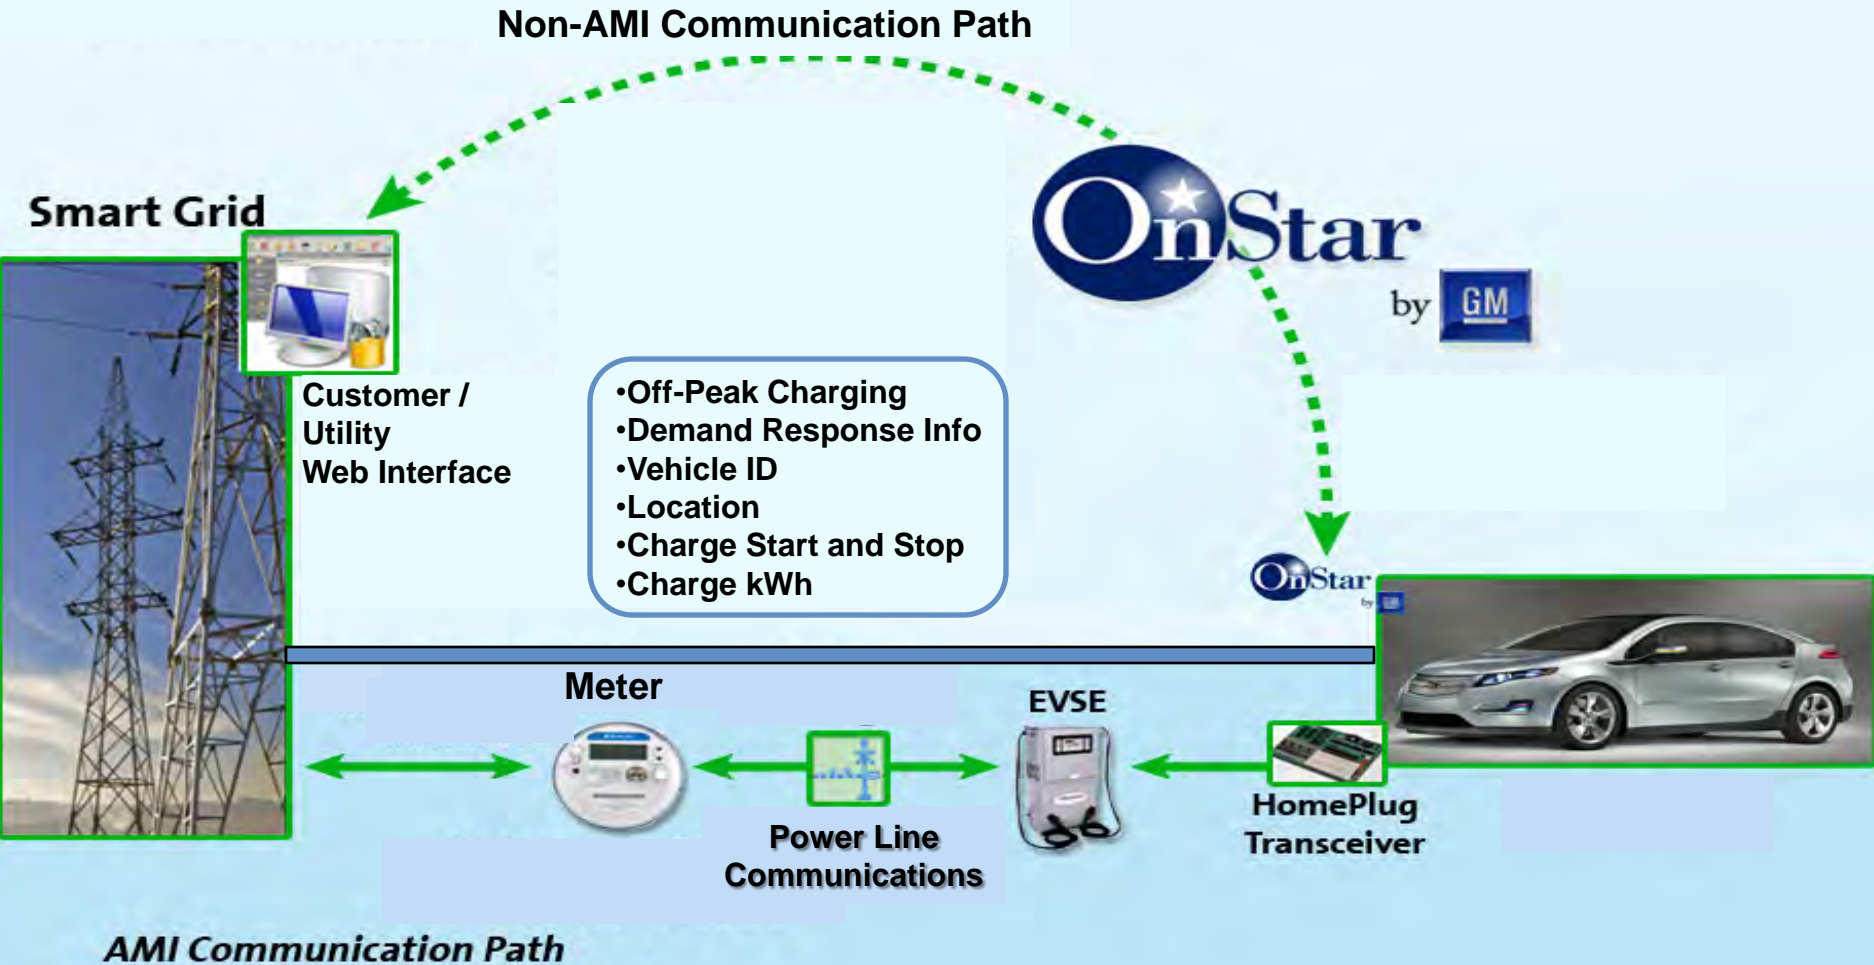 Non-AMI Communication Path
OnStar
by GM
Smart Grid
Customer /
Utility
Web Interface
•Off-Peak Charging
•Demand Response Info
•Vehicle ID
•Location
•Charge Start and Stop
•Charge kWh
OnStar
by GM
Meter
EVSE
Power Line
Communications
HomePlug
Transceiver
AMI Communication Path